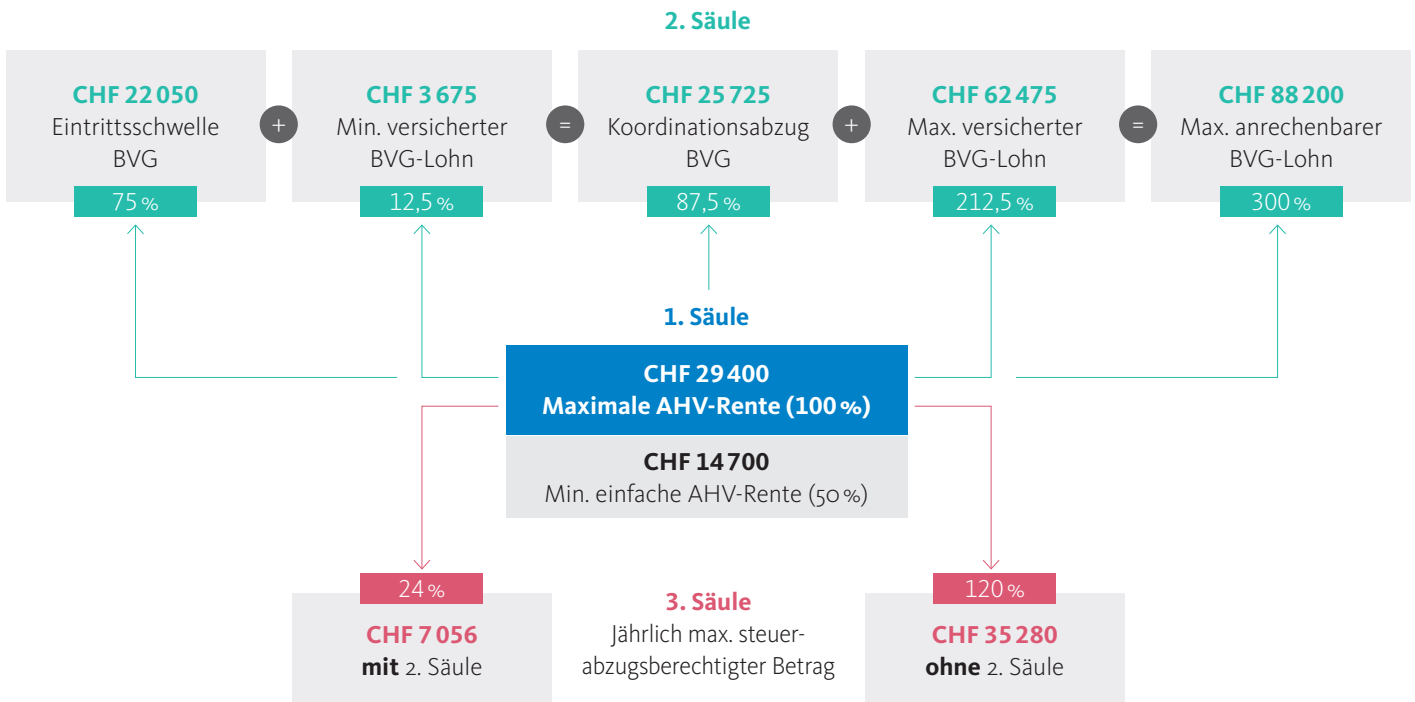 2. Säule
CHF 22 050
Eintrittsschwelle
BVG
75 %
+
CHF 3 675
Min. versicherter
BVG-Lohn
12,5 %
=
CHF 25 725
Koordinationsabzug
BVG
87,5 %
+
CHF 62 475
Max. versicherter
BVG-Lohn
212,5 %
=
CHF 88 200
Max. anrechenbarer
BVG-Lohn
300 %
1. Säule
CHF 29 400
Maximale AHV-Rente (100 %)
CHF 14 700
Min. einfache AHV-Rente (50 %)
24 %
CHF 7 056
mit 2. Säule
3. Säule
Jährlich max. steuer-
abzugsberechtigter Betrag
120 %
CHF 35 280
ohne 2. Säule